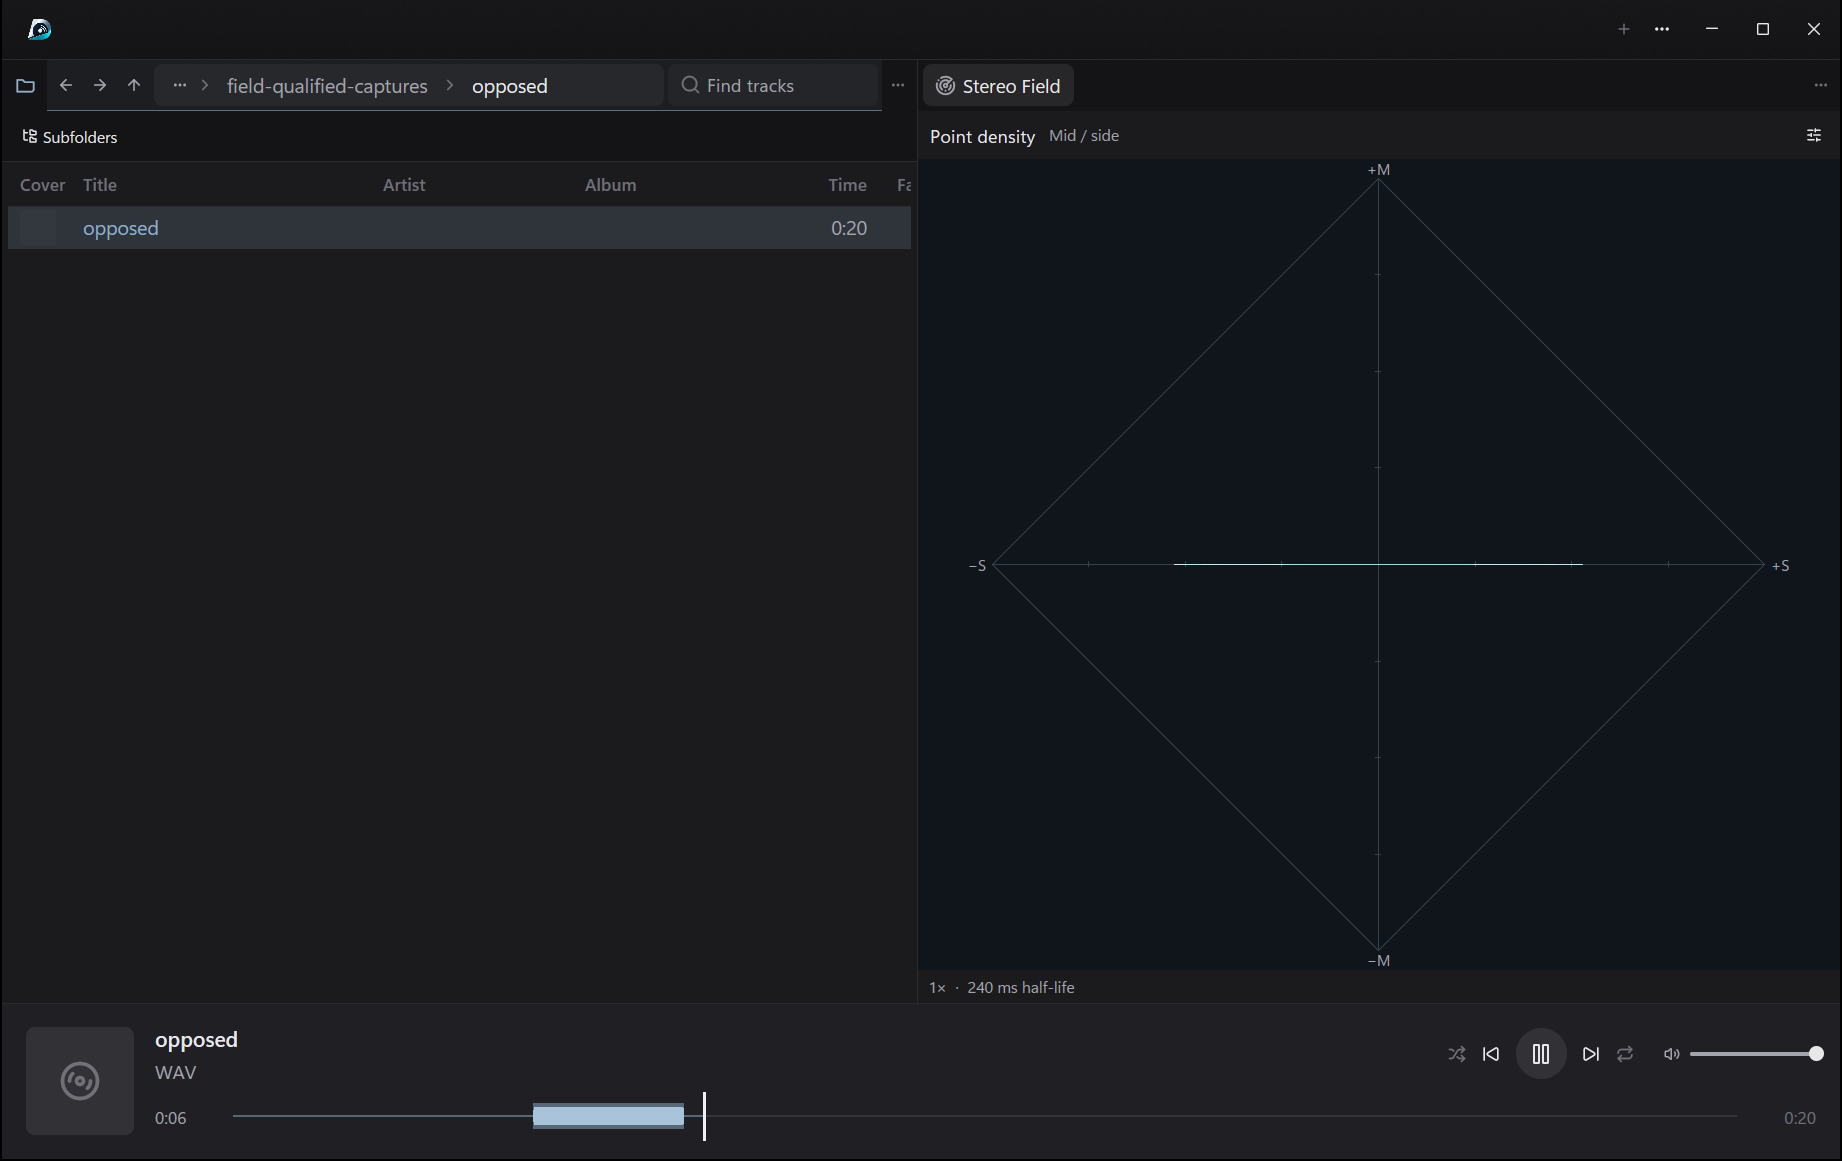 field-qualified-captures
opposed
Find tracks
Stereo Field
Subfolders
Point density Mid / side
Cover Title Artist Album Time
opposed 0:20
+M
−S
+S
−M
1× · 240 ms half-life
opposed
WAV
0:06
0:20